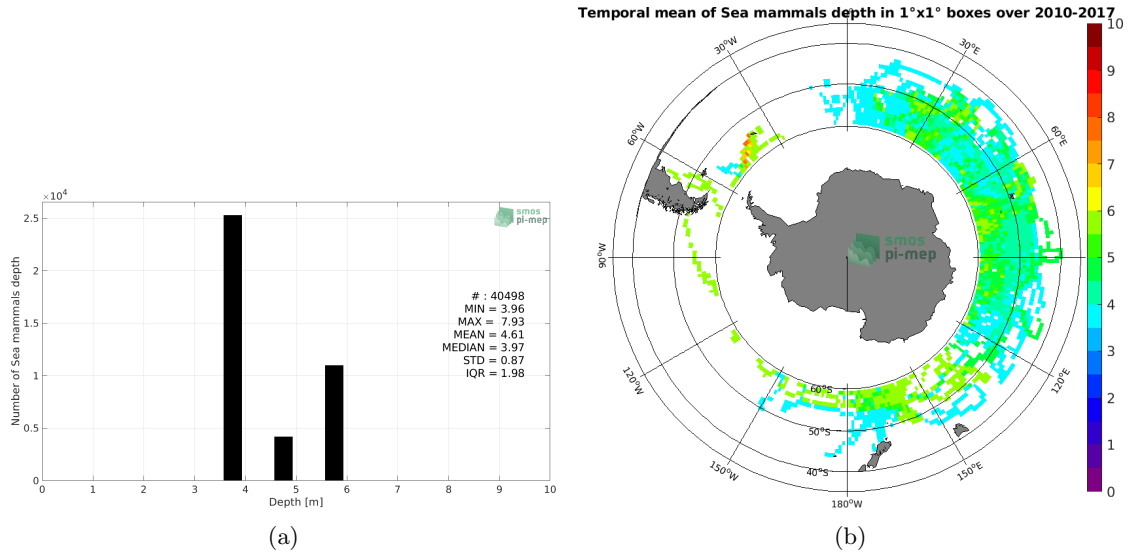 ×10⁴
2.5
2
1.5
1
0.5
0
0 1 2 3 4 5 6 7 8 9 10
Number of Sea mammals depth
Depth [m]
smos
pi-mep
# : 40498
MIN = 3.96
MAX = 7.93
MEAN = 4.61
MEDIAN = 3.97
STD = 0.87
IQR = 1.98
(a)
Temporal mean of Sea mammals depth in 1°x1° boxes over 2010-2017
30°W
30°E
60°W
60°E
90°W
120°W
120°E
150°W
150°E
180°W
60°S
50°S
40°S
smos
pi-mep
10
9
8
7
6
5
4
3
2
1
0
(b)